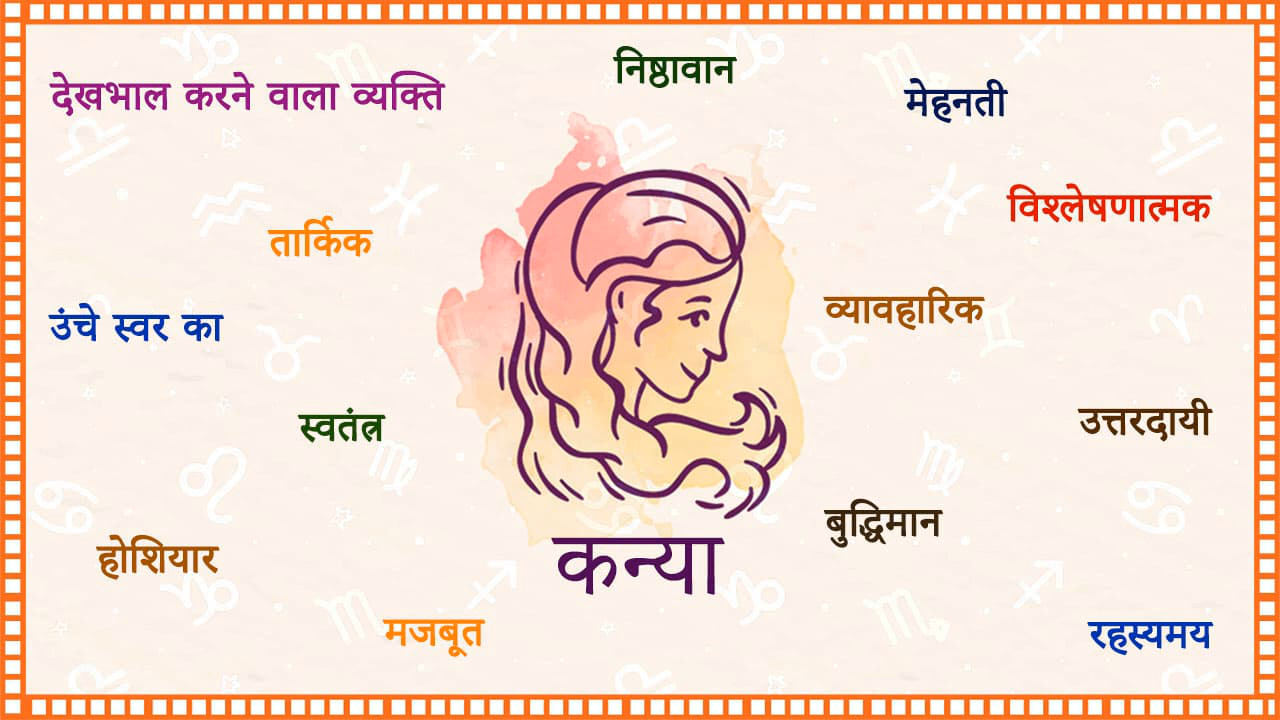 निष्ठावान
देखभाल करने वाला व्यक्ति
मेहनती
विश्लेषणात्मक
तार्किक
व्यावहारिक
उंचे स्वर का
स्वतंत्र
उत्तरदायी
बुद्धिमान
होशियार
कन्या
मजबूत
रहस्यमय